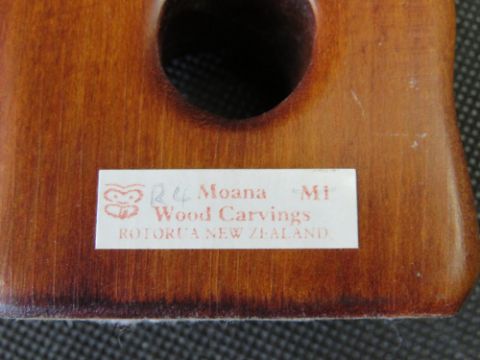 R4 Moana M1
Wood Carvings
ROTORUA NEW ZEALAND